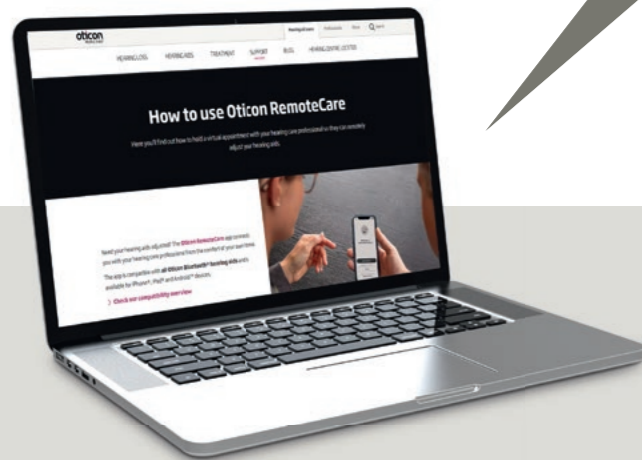 oticon
HEARING LOSS HEARING AIDS TREATMENT SUPPORT BLOG HEARING CENTRE LOCATOR
How to use Oticon RemoteCare
Here you'll find out how to hold a virtual appointment with your hearing care professional so they can remotely
adjust your hearing aids.
Need your hearing aids adjusted? The Oticon RemoteCare app connects
you with your hearing care professional from the comfort of your own home.
The app is compatible with all Oticon Bluetooth® hearing aids and is
available for iPhone®, iPad® and Android™ devices.
> Check our compatibility overview